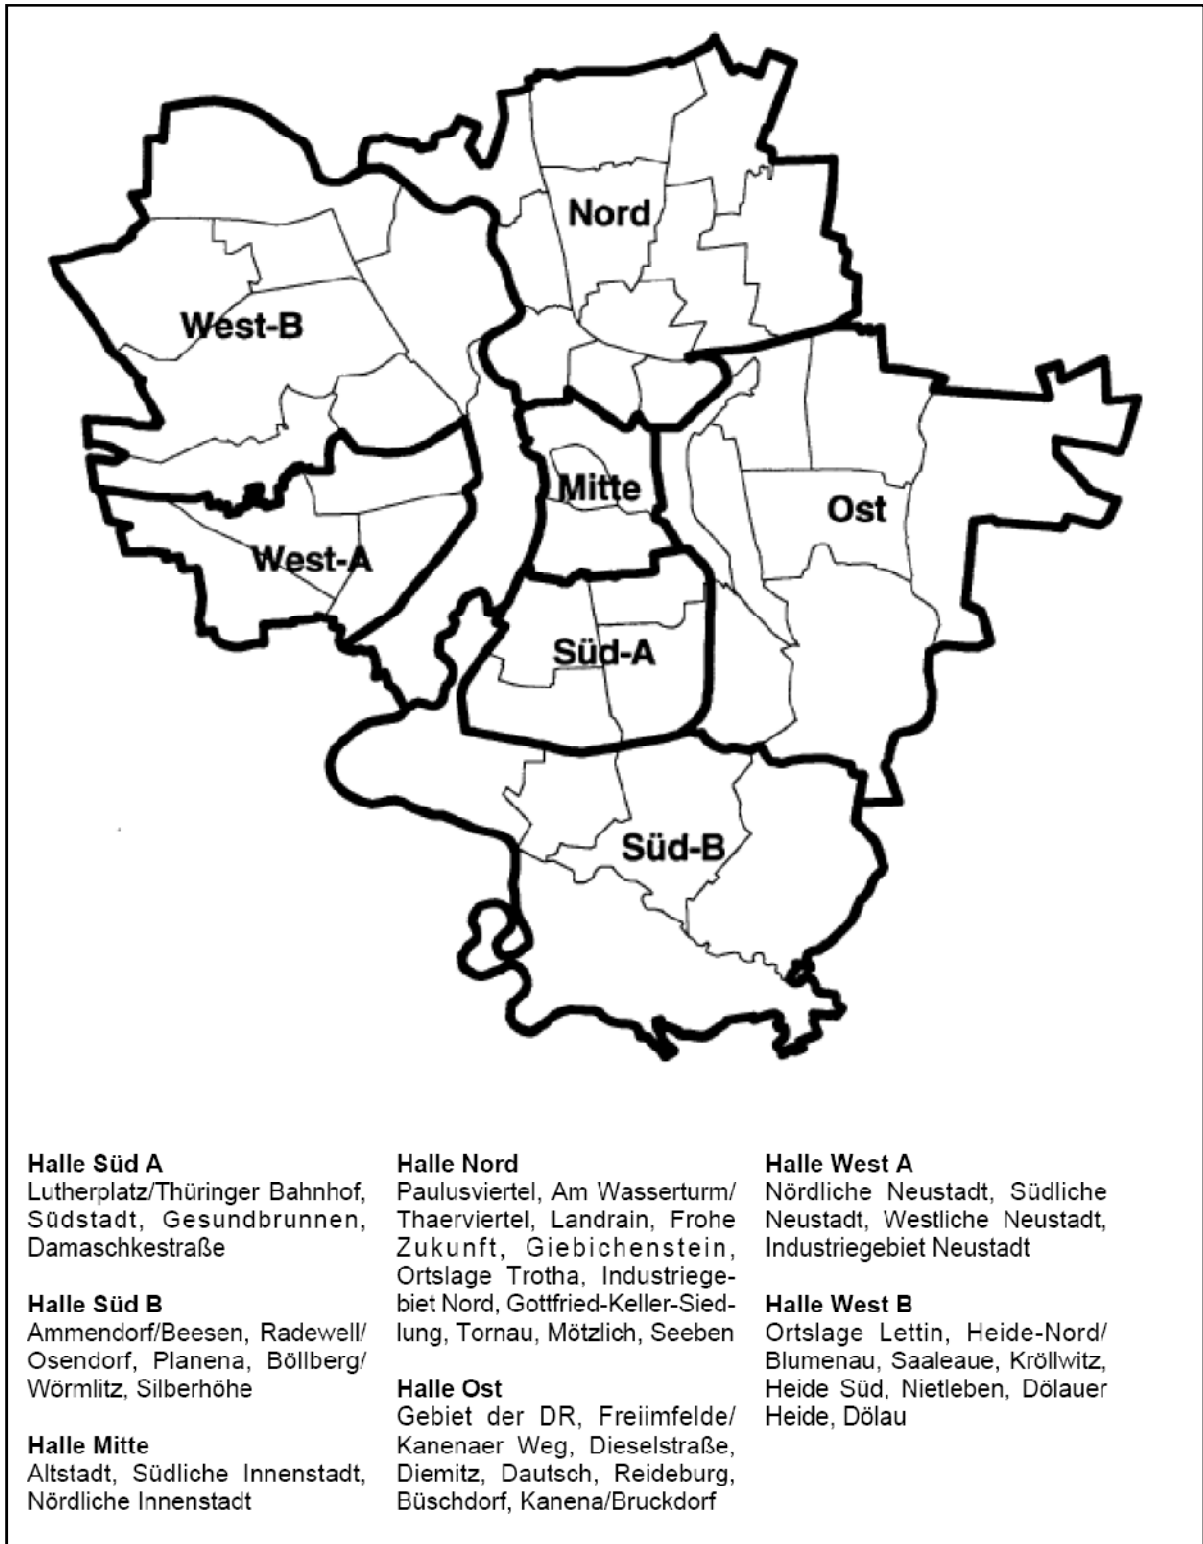 Nord
West-B
Mitte
Ost
West-A
Süd-A
Süd-B
Halle Süd A
Lutherplatz/Thüringer Bahnhof,
Südstadt, Gesundbrunnen,
Damaschkestraße
Halle Süd B
Ammendorf/Beesen, Radewell/
Osendorf, Planena, Böllberg/
Wörmlitz, Silberhöhe
Halle Mitte
Altstadt, Südliche Innenstadt,
Nördliche Innenstadt
Halle Nord
Paulusviertel, Am Wasserturm/
Thaerviertel, Landrain, Frohe
Zukunft, Giebichenstein,
Ortslage Trotha, Industriege-
biet Nord, Gottfried-Keller-Sied-
lung, Tornau, Mötzlich, Seeben
Halle Ost
Gebiet der DR, Freiimfelde/
Kanenaer Weg, Dieselstraße,
Diemitz, Dautsch, Reideburg,
Büschdorf, Kanena/Bruckdorf
Halle West A
Nördliche Neustadt, Südliche
Neustadt, Westliche Neustadt,
Industriegebiet Neustadt
Halle West B
Ortslage Lettin, Heide-Nord/
Blumenau, Saaleaue, Kröllwitz,
Heide Süd, Nietleben, Dölauer
Heide, Dölau